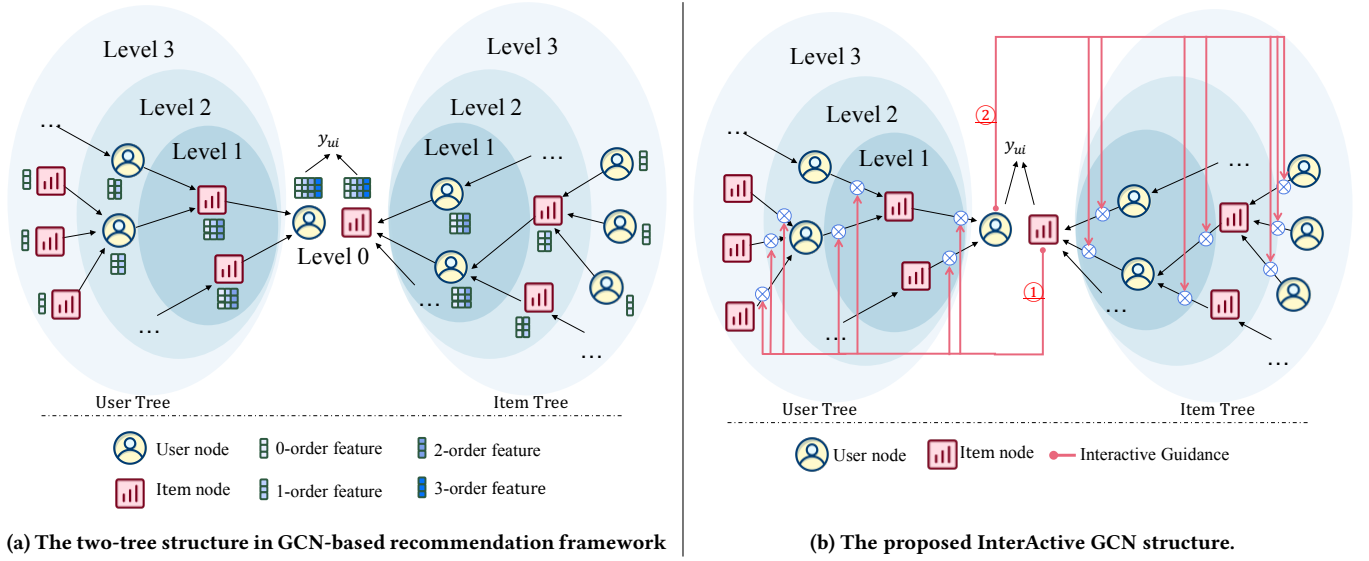 Level 3
Level 2
Level 1
...
...
User Tree
y_ui
Level 0
Level 3
Level 2
Level 1
...
...
...
Item Tree
User node
Item node
0-order feature
1-order feature
2-order feature
3-order feature
(a) The two-tree structure in GCN-based recommendation framework
Level 3
Level 2
Level 1
...
...
User Tree
②
y_ui
①
...
...
...
Item Tree
User node
Item node
Interactive Guidance
(b) The proposed InterActive GCN structure.